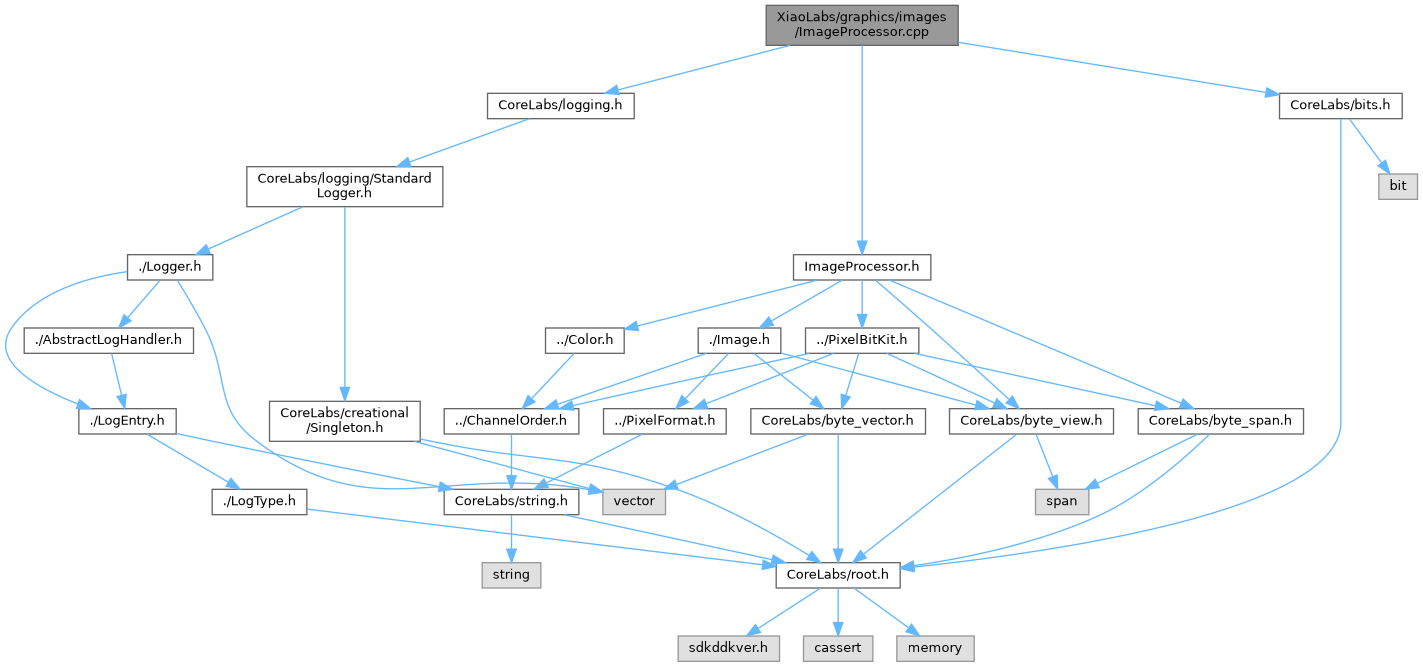 XiaoLabs/graphics/images
/ImageProcessor.cpp
CoreLabs/logging.h
CoreLabs/bits.h
CoreLabs/logging/Standard
Logger.h
bit
./Logger.h
ImageProcessor.h
./AbstractLogHandler.h
../Color.h
./Image.h
../PixelBitKit.h
./LogEntry.h
CoreLabs/creational
/Singleton.h
../ChannelOrder.h
../PixelFormat.h
CoreLabs/byte_vector.h
CoreLabs/byte_view.h
CoreLabs/byte_span.h
./LogType.h
CoreLabs/string.h
vector
span
string
CoreLabs/root.h
sdkddkver.h
cassert
memory